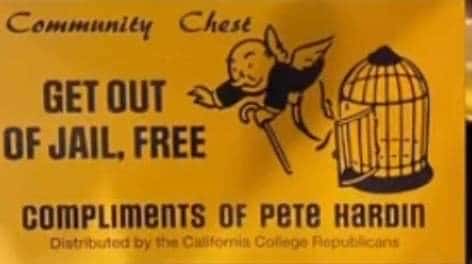 Community Chest
GET OUT
OF JAIL, FREE
COMPLIMENTS OF PETE HARDIN
Distributed by the California College Republicans